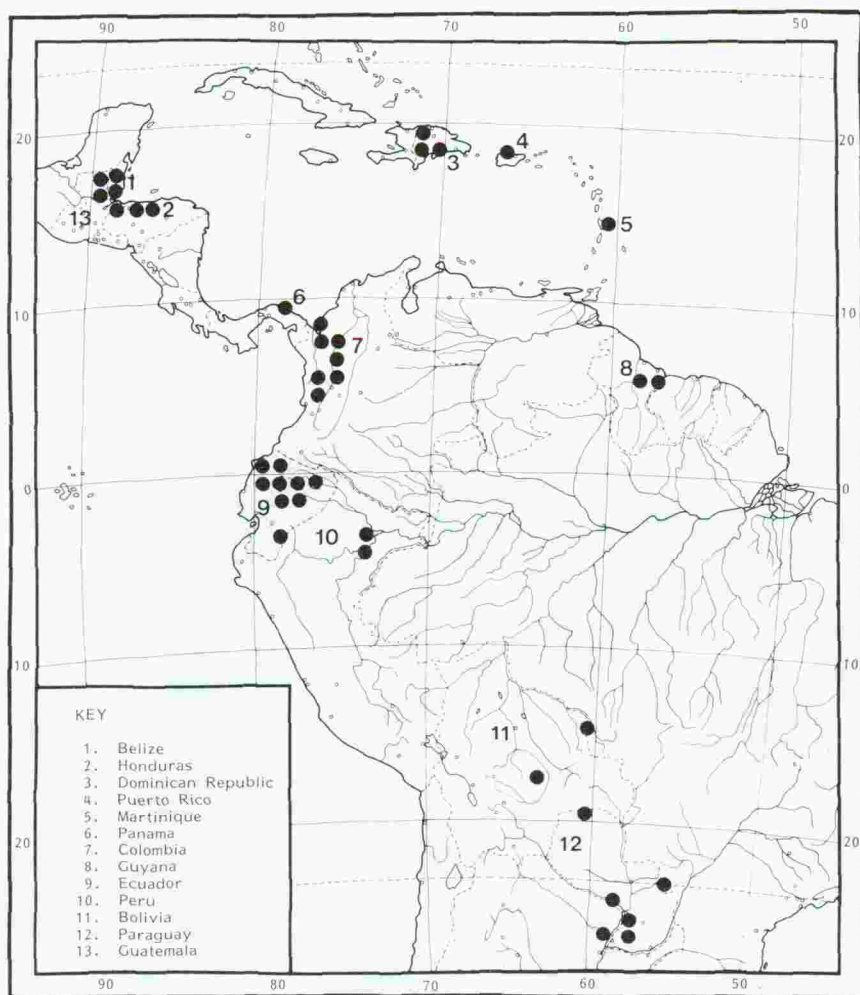 90 80 70 60 50
20 20
10 10
0 0
10 10
20 20
90 80 70 60 50
1
13 2
3
4
5
6
7
8
9
10
11
12
KEY
1. Belize
2. Honduras
3. Dominican Republic
4. Puerto Rico
5. Martinique
6. Panama
7. Colombia
8. Guyana
9. Ecuador
10. Peru
11. Bolivia
12. Paraguay
13. Guatemala